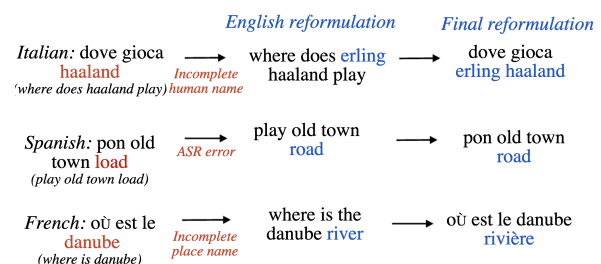 English reformulation
Final reformulation
Italian: dove gioca
haaland
(where does haaland play)
Incomplete
human name
where does erling
haaland play
dove gioca
erling haaland
Spanish: pon old
town load
(play old town load)
ASR error
play old town
road
pon old town
road
French: où est le
danube
(where is danube)
Incomplete
place name
where is the
danube river
où est le danube
rivière